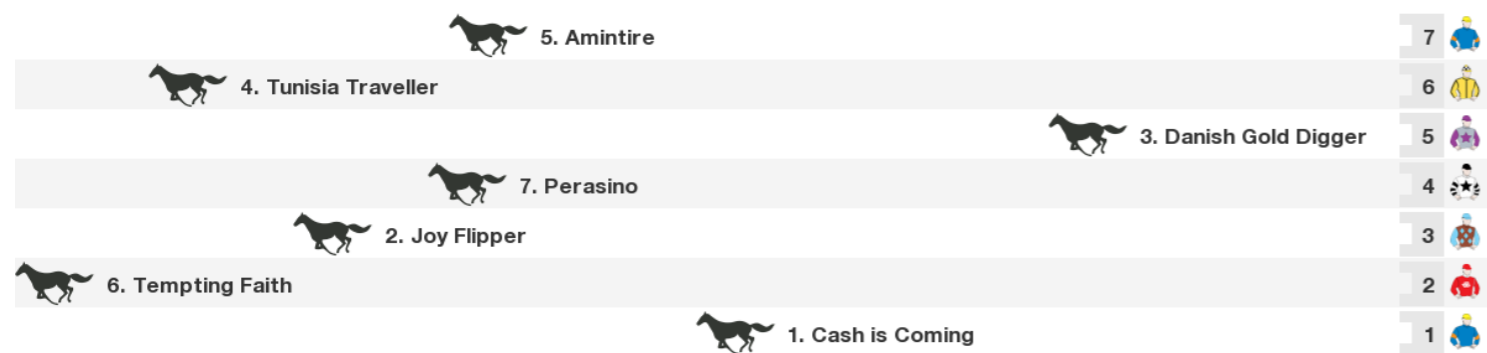 5. Amintire 7
4. Tunisia Traveller 6
3. Danish Gold Digger 5
7. Perasino 4
2. Joy Flipper 3
6. Tempting Faith 2
1. Cash is Coming 1